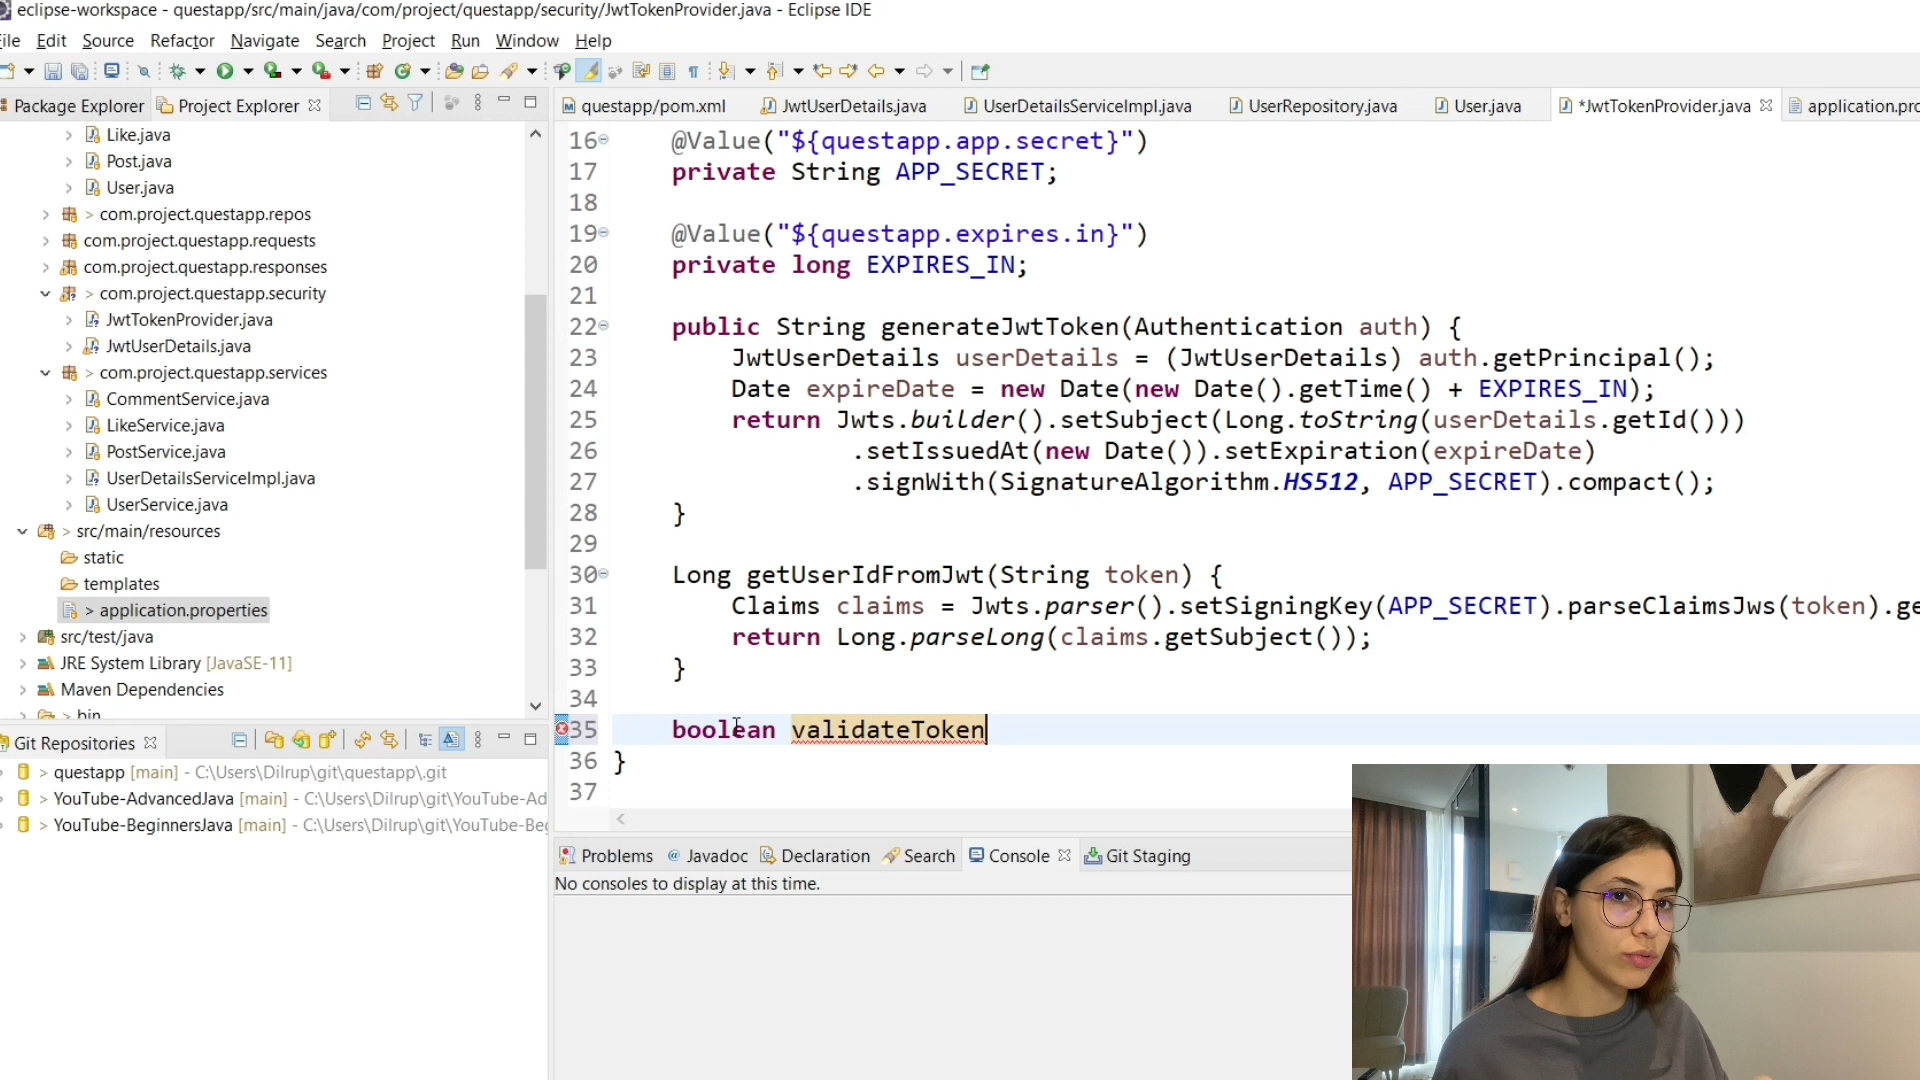 eclipse-workspace - questapp/src/main/java/com/project/questapp/security/JwtTokenProvider.java - Eclipse IDE
File Edit Source Refactor Navigate Search Project Run Window Help
Package Explorer Project Explorer
questapp/pom.xml JwtUserDetails.java UserDetailsServiceImpl.java UserRepository.java User.java *JwtTokenProvider.java application.pro
Like.java
Post.java
User.java
> com.project.questapp.repos
com.project.questapp.requests
com.project.questapp.responses
> com.project.questapp.security
JwtTokenProvider.java
JwtUserDetails.java
> com.project.questapp.services
CommentService.java
LikeService.java
PostService.java
UserDetailsServiceImpl.java
UserService.java
> src/main/resources
static
templates
> application.properties
src/test/java
JRE System Library [JavaSE-11]
Maven Dependencies
> bin
16 @Value("${questapp.app.secret}")
17 private String APP_SECRET;
18
19 @Value("${questapp.expires.in}")
20 private long EXPIRES_IN;
21
22 public String generateJwtToken(Authentication auth) {
23 JwtUserDetails userDetails = (JwtUserDetails) auth.getPrincipal();
24 Date expireDate = new Date(new Date().getTime() + EXPIRES_IN);
25 return Jwts.builder().setSubject(Long.toString(userDetails.getId()))
26 .setIssuedAt(new Date()).setExpiration(expireDate)
27 .signWith(SignatureAlgorithm.HS512, APP_SECRET).compact();
28 }
29
30 Long getUserIdFromJwt(String token) {
31 Claims claims = Jwts.parser().setSigningKey(APP_SECRET).parseClaimsJws(token).ge
32 return Long.parseLong(claims.getSubject());
33 }
34
35 boolean validateToken
36 }
37
Git Repositories
> questapp [main] - C:\Users\Dilrup\git\questapp\.git
> YouTube-AdvancedJava [main] - C:\Users\Dilrup\git\YouTube-Ad
> YouTube-BeginnersJava [main] - C:\Users\Dilrup\git\YouTube-Be
Problems @ Javadoc Declaration Search Console Git Staging
No consoles to display at this time.